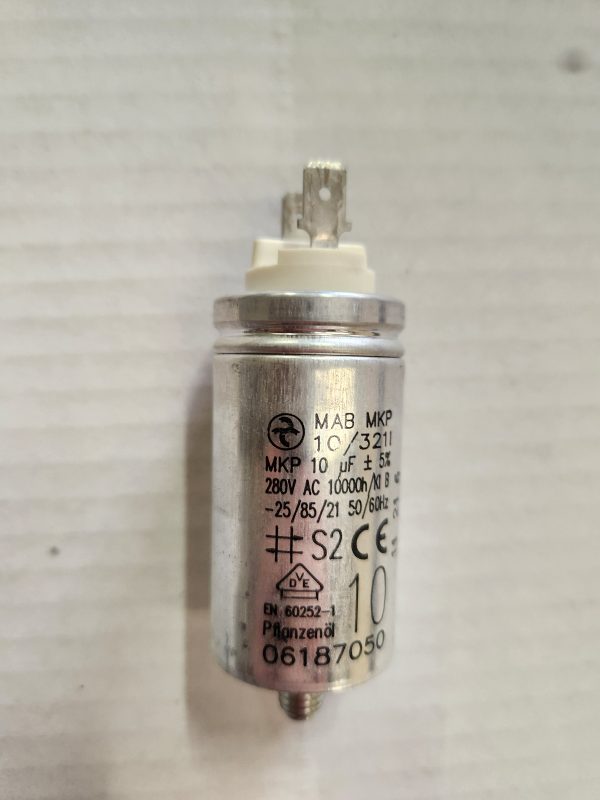 MAB MKP
10/3211
MKP 10 µF ± 5%
280V AC 10000h/Kl B
-25/85/21 50/60Hz
S2 CE
DVE
10
EN 60252-1
Pflanzenöl
06187050